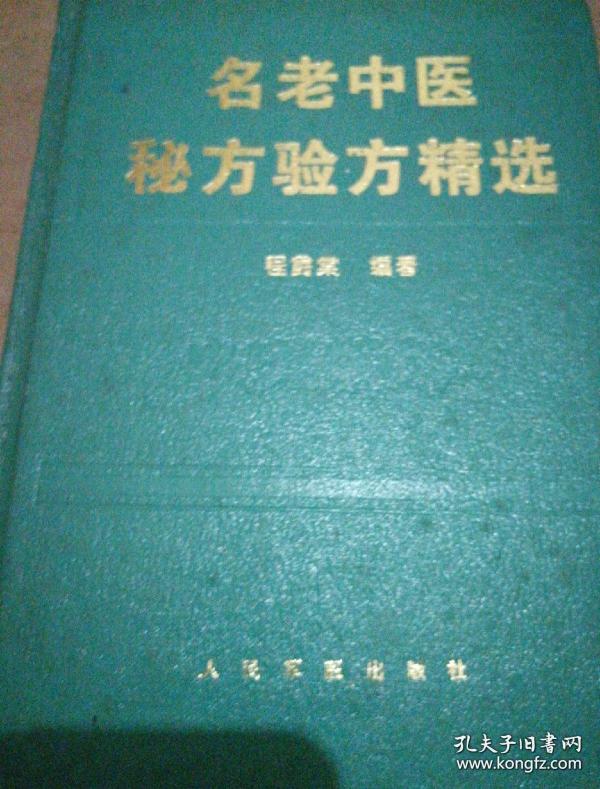 名老中医
秘方验方精选
程爵棠 编著
人民军医出版社
孔夫子旧書网
www.kongfz.com